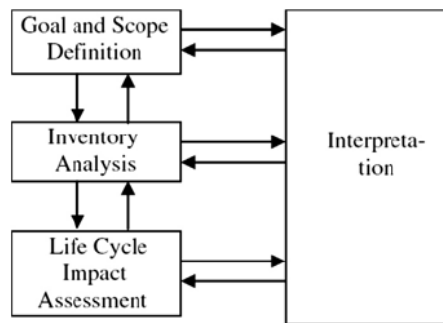 Goal and Scope
Definition
Inventory
Analysis
Interpreta-
tion
Life Cycle
Impact
Assessment